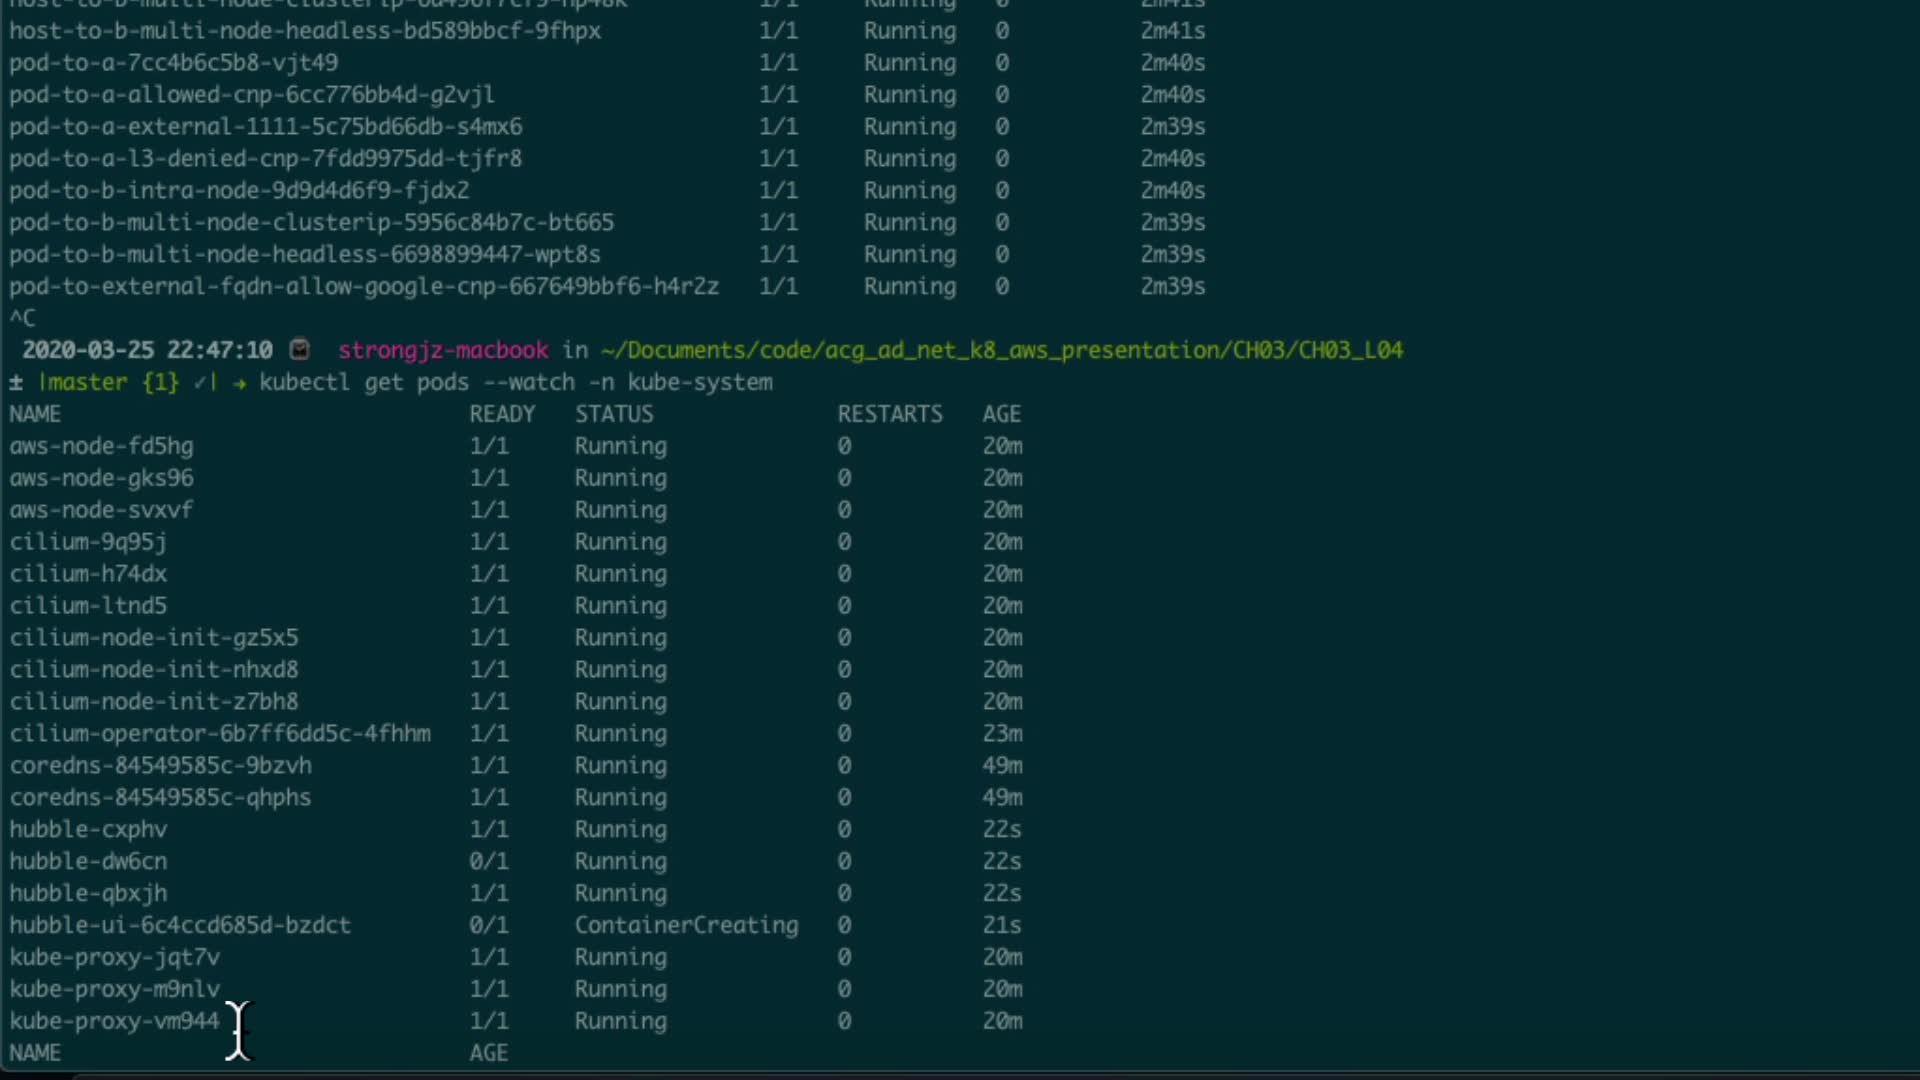 host-to-b-multi-node-clusterip- 1/1 Running 0 2m41s
host-to-b-multi-node-headless-bd589bbcf-9fhpx 1/1 Running 0 2m41s
pod-to-a-7cc4b6c5b8-vjt49 1/1 Running 0 2m40s
pod-to-a-allowed-cnp-6cc776bb4d-g2vjl 1/1 Running 0 2m40s
pod-to-a-external-1111-5c75bd66db-s4mx6 1/1 Running 0 2m39s
pod-to-a-l3-denied-cnp-7fdd9975dd-tjfr8 1/1 Running 0 2m40s
pod-to-b-intra-node-9d9d4d6f9-fjdx2 1/1 Running 0 2m40s
pod-to-b-multi-node-clusterip-5956c84b7c-bt665 1/1 Running 0 2m39s
pod-to-b-multi-node-headless-6698899447-wpt8s 1/1 Running 0 2m39s
pod-to-external-fqdn-allow-google-cnp-667649bbf6-h4r2z 1/1 Running 0 2m39s
^C
2020-03-25 22:47:10 strongjz-macbook in ~/Documents/code/acg_ad_net_k8_aws_presentation/CH03/CH03_L04
± |master {1} ✓| → kubectl get pods --watch -n kube-system
NAME READY STATUS RESTARTS AGE
aws-node-fd5hg 1/1 Running 0 20m
aws-node-gks96 1/1 Running 0 20m
aws-node-svxvf 1/1 Running 0 20m
cilium-9q95j 1/1 Running 0 20m
cilium-h74dx 1/1 Running 0 20m
cilium-ltnd5 1/1 Running 0 20m
cilium-node-init-gz5x5 1/1 Running 0 20m
cilium-node-init-nhxd8 1/1 Running 0 20m
cilium-node-init-z7bh8 1/1 Running 0 20m
cilium-operator-6b7ff6dd5c-4fhhm 1/1 Running 0 23m
coredns-84549585c-9bzvh 1/1 Running 0 49m
coredns-84549585c-qhphs 1/1 Running 0 49m
hubble-cxphv 1/1 Running 0 22s
hubble-dw6cn 0/1 Running 0 22s
hubble-qbxjh 1/1 Running 0 22s
hubble-ui-6c4ccd685d-bzdct 0/1 ContainerCreating 0 21s
kube-proxy-jqt7v 1/1 Running 0 20m
kube-proxy-m9nlv 1/1 Running 0 20m
kube-proxy-vm944 1/1 Running 0 20m
NAME AGE